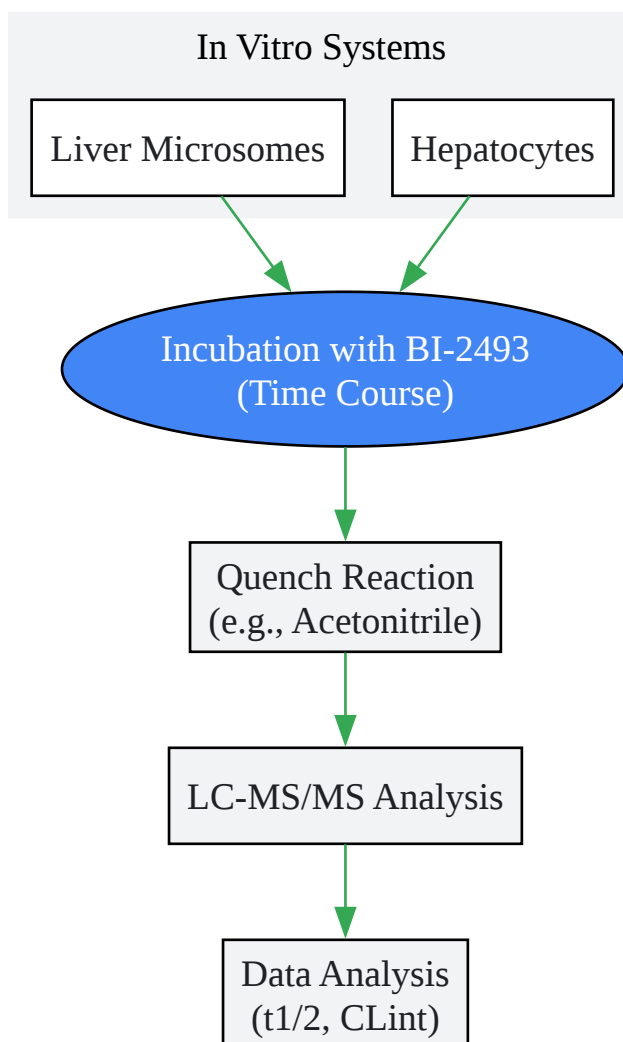 In Vitro Systems
Liver Microsomes
Hepatocytes
Incubation with BI-2493
(Time Course)
Quench Reaction
(e.g., Acetonitrile)
LC-MS/MS Analysis
Data Analysis
(t1/2, CLint)